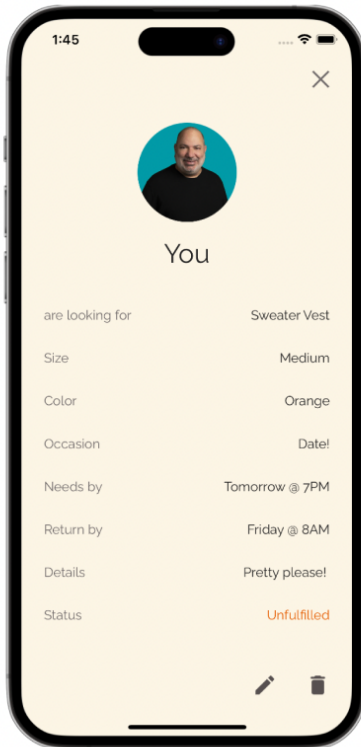 1:45
You
are looking for Sweater Vest
Size Medium
Color Orange
Occasion Date!
Needs by Tomorrow @ 7PM
Return by Friday @ 8AM
Details Pretty please!
Status Unfulfilled